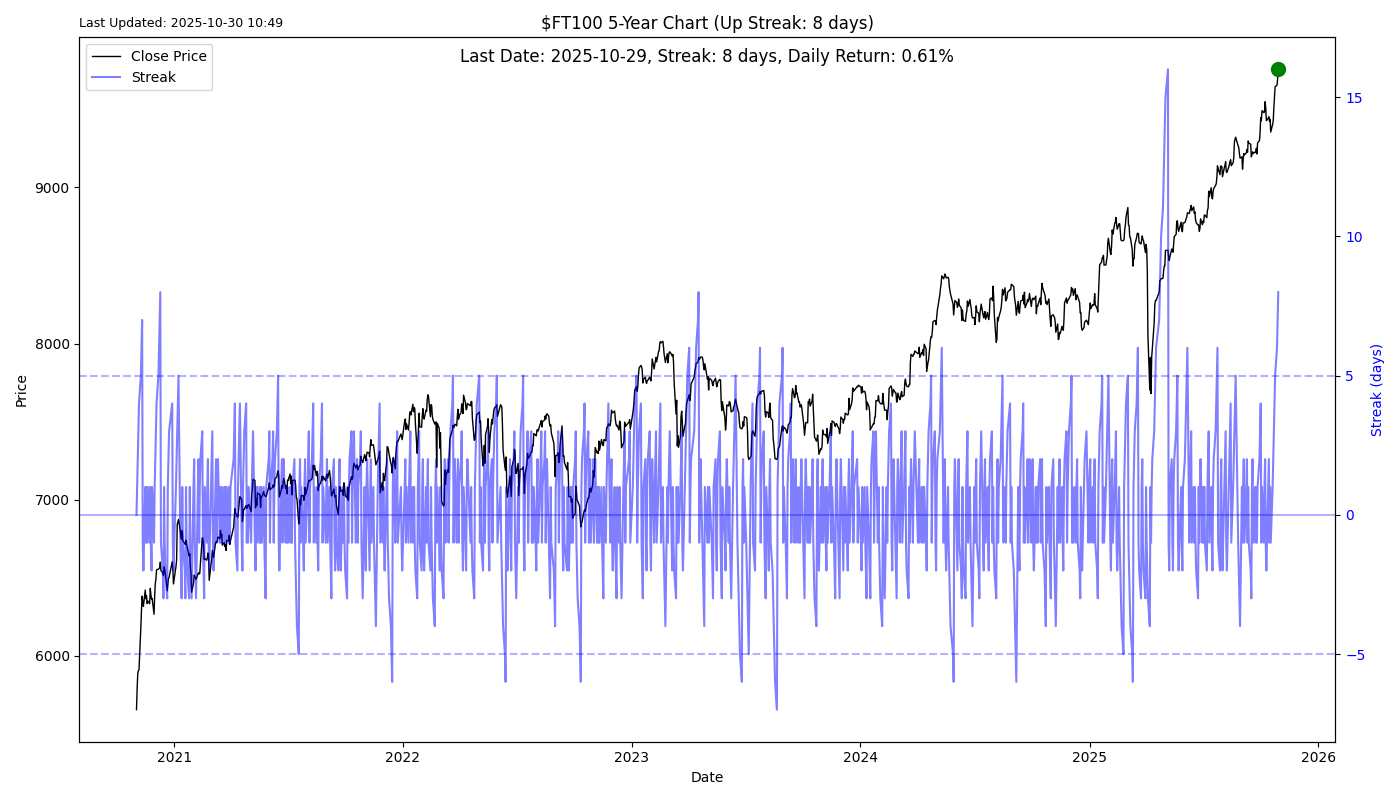 Last Updated: 2025-10-30 10:49
$FT100 5-Year Chart (Up Streak: 8 days)
Last Date: 2025-10-29, Streak: 8 days, Daily Return: 0.61%
Close Price
Streak
Price
9000
8000
7000
6000
15
10
5
0
−5
Streak (days)
2021
2022
2023
2024
2025
2026
Date